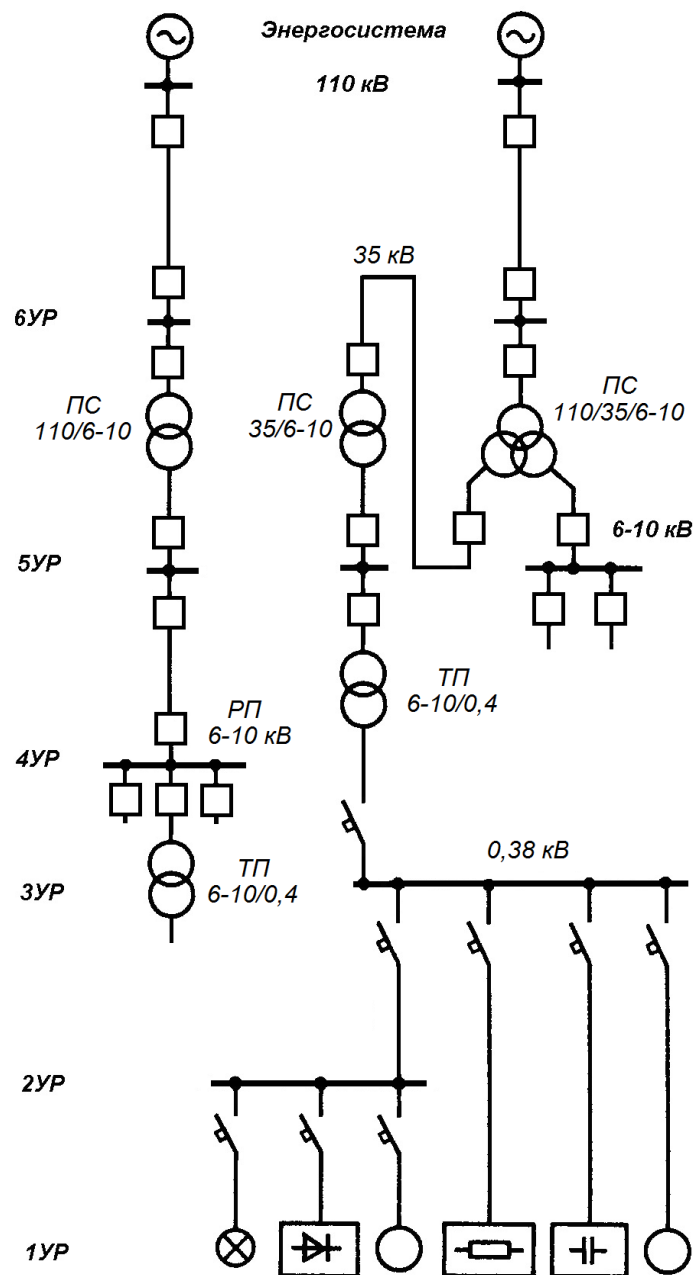 Энергосистема
110 кВ
35 кВ
6УР
ПС
110/6-10
ПС
35/6-10
ПС
110/35/6-10
6-10 кВ
5УР
ТП
6-10/0,4
РП
6-10 кВ
4УР
0,38 кВ
ТП
6-10/0,4
3УР
2УР
1УР